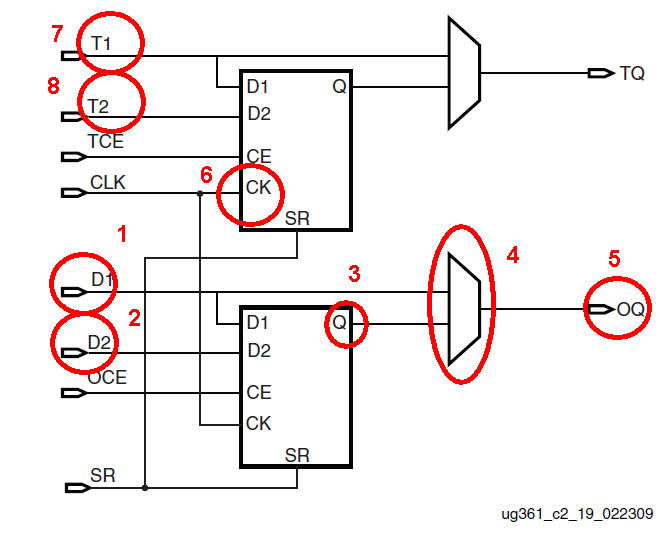 7
T1
TQ
D1
Q
8
T2
D2
TCE
CE
6
CLK
CK
SR
1
3
4
5
D1
2
D1
Q
OQ
D2
D2
OCE
CE
CK
SR
SR
ug361_c2_19_022309